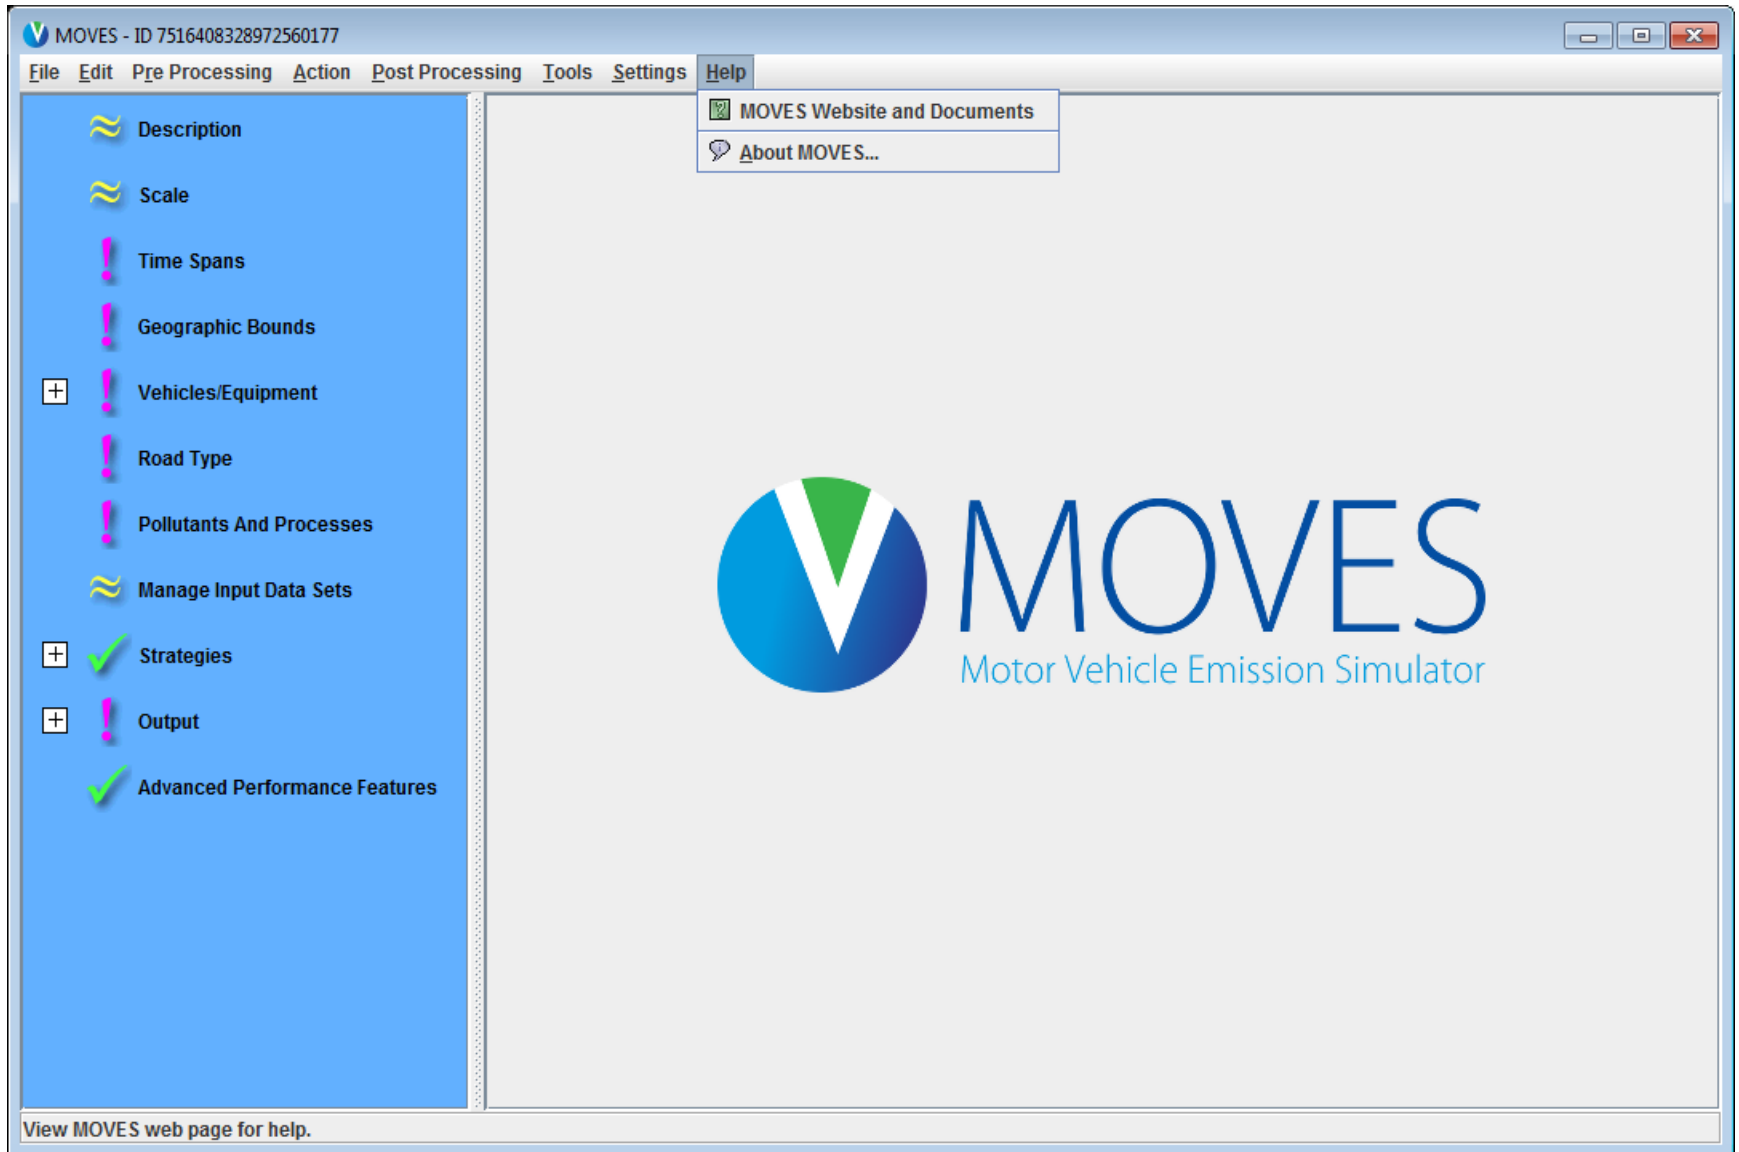 MOVES - ID 7516408328972560177
File Edit Pre Processing Action Post Processing Tools Settings Help
MOVES Website and Documents
About MOVES...
Description
Scale
Time Spans
Geographic Bounds
Vehicles/Equipment
Road Type
Pollutants And Processes
Manage Input Data Sets
Strategies
Output
Advanced Performance Features
MOVES
Motor Vehicle Emission Simulator
View MOVES web page for help.